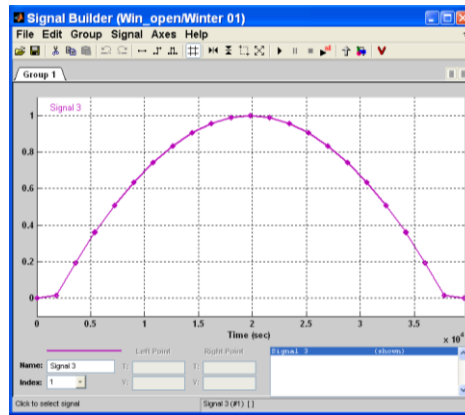 Signal Builder (Win_open/Winter 01)
File Edit Group Signal Axes Help
Group 1
Signal 3
1
0.8
0.6
0.4
0.2
0
0 0.5 1 1.5 2 2.5 3 3.5
Time (sec)
x 10
Left Point Right Point
Name: Signal 3 T: T:
Index: 1 Y: Y:
Signal 3 (shown)
Click to select signal
Signal 3 (#1) [ ]